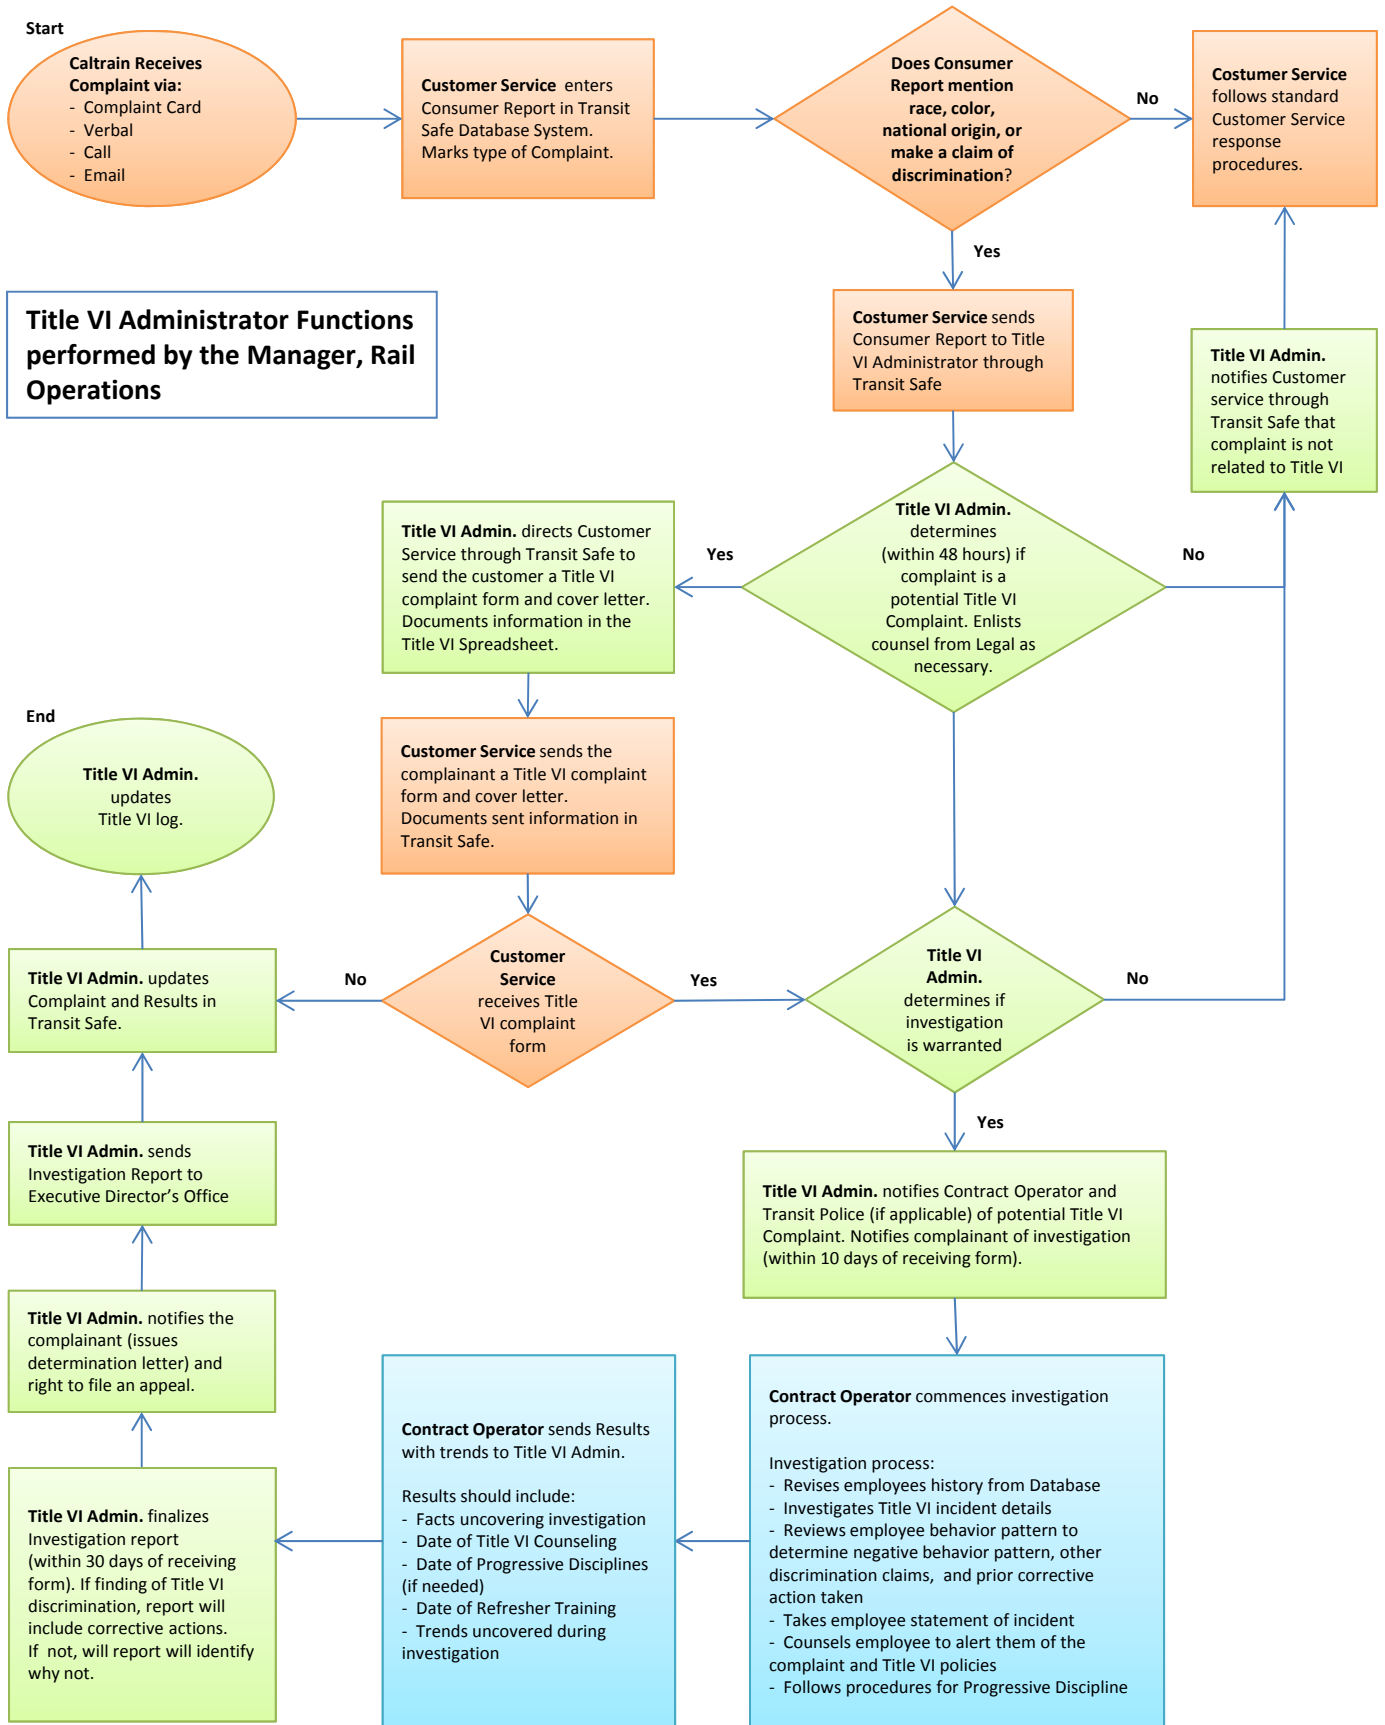 Start
Caltrain Receives
Complaint via:
- Complaint Card
- Verbal
- Call
- Email
Customer Service enters
Consumer Report in Transit
Safe Database System.
Marks type of Complaint.
Does Consumer
Report mention
race, color,
national origin, or
make a claim of
discrimination?
No
Costumer Service
follows standard
Customer Service
response
procedures.
Yes
Title VI Administrator Functions
performed by the Manager, Rail
Operations
Costumer Service sends
Consumer Report to Title
VI Administrator through
Transit Safe
Title VI Admin.
notifies Customer
service through
Transit Safe that
complaint is not
related to Title VI
Title VI Admin.
determines
(within 48 hours) if
complaint is a
potential Title VI
Complaint. Enlists
counsel from Legal as
necessary.
Yes
No
Title VI Admin. directs Customer
Service through Transit Safe to
send the customer a Title VI
complaint form and cover letter.
Documents information in the
Title VI Spreadsheet.
End
Title VI Admin.
updates
Title VI log.
Customer Service sends the
complainant a Title VI complaint
form and cover letter.
Documents sent information in
Transit Safe.
Title VI Admin. updates
Complaint and Results in
Transit Safe.
No
Customer
Service
receives Title
VI complaint
form
Yes
Title VI
Admin.
determines if
investigation
is warranted
No
Yes
Title VI Admin. sends
Investigation Report to
Executive Director's Office
Title VI Admin. notifies Contract Operator and
Transit Police (if applicable) of potential Title VI
Complaint. Notifies complainant of investigation
(within 10 days of receiving form).
Title VI Admin. notifies the
complainant (issues
determination letter) and
right to file an appeal.
Contract Operator commences investigation
process.
Investigation process:
- Revises employees history from Database
- Investigates Title VI incident details
- Reviews employee behavior pattern to
determine negative behavior pattern, other
discrimination claims, and prior corrective
action taken
- Takes employee statement of incident
- Counsels employee to alert them of the
complaint and Title VI policies
- Follows procedures for Progressive Discipline
Contract Operator sends Results
with trends to Title VI Admin.
Results should include:
- Facts uncovering investigation
- Date of Title VI Counseling
- Date of Progressive Disciplines
(if needed)
- Date of Refresher Training
- Trends uncovered during
investigation
Title VI Admin. finalizes
Investigation report
(within 30 days of receiving
form). If finding of Title VI
discrimination, report will
include corrective actions.
If not, will report will identify
why not.